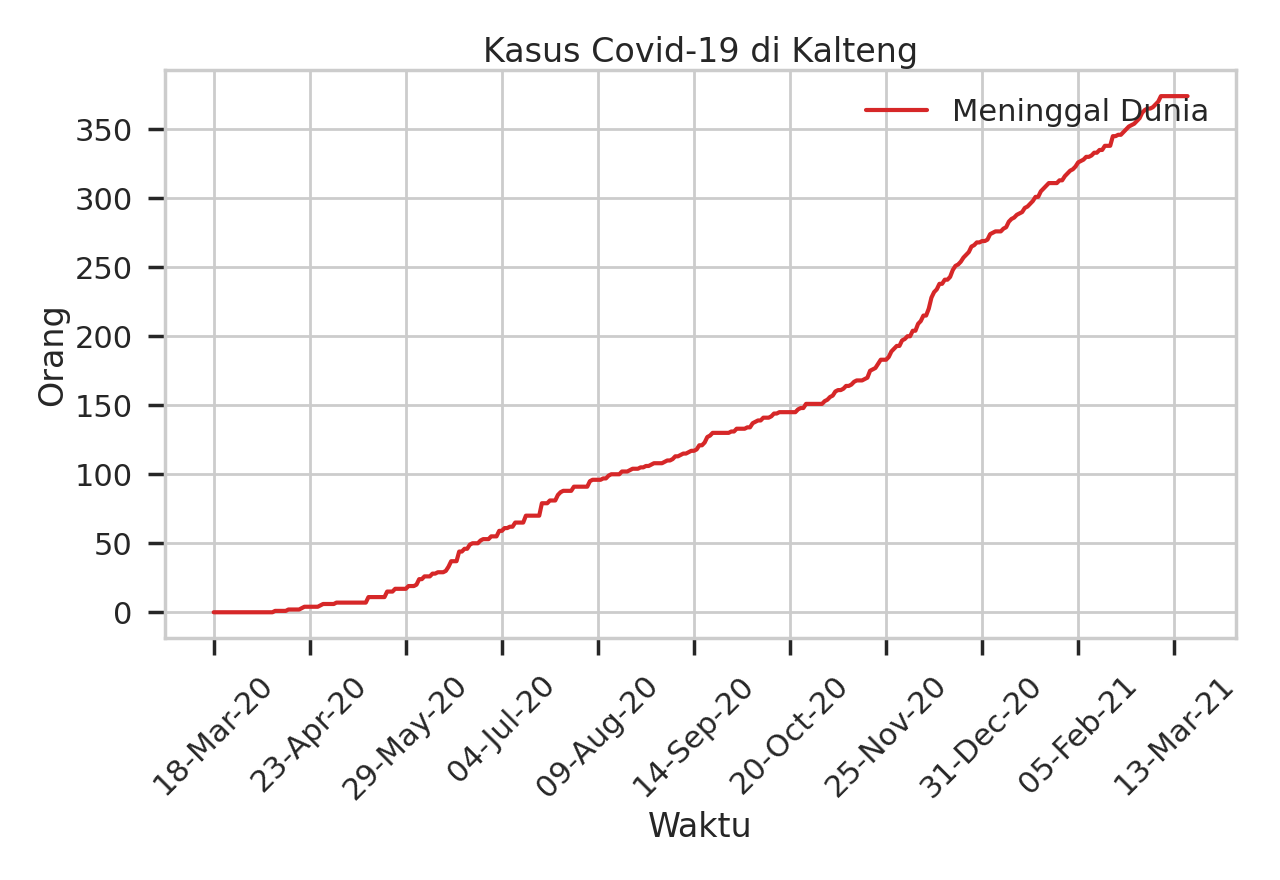 Kasus Covid-19 di Kalteng
Meninggal Dunia
Orang
350
300
250
200
150
100
50
0
18-Mar-20
23-Apr-20
29-May-20
04-Jul-20
09-Aug-20
14-Sep-20
20-Oct-20
25-Nov-20
31-Dec-20
05-Feb-21
13-Mar-21
Waktu